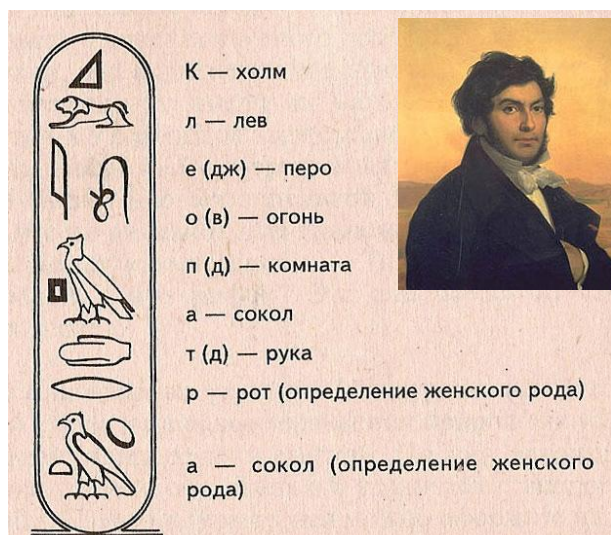 К — холм
л — лев
е (дж) — перо
о (в) — огонь
п (д) — комната
а — сокол
т (д) — рука
р — рот (определение женского рода)
а — сокол (определение женского
рода)